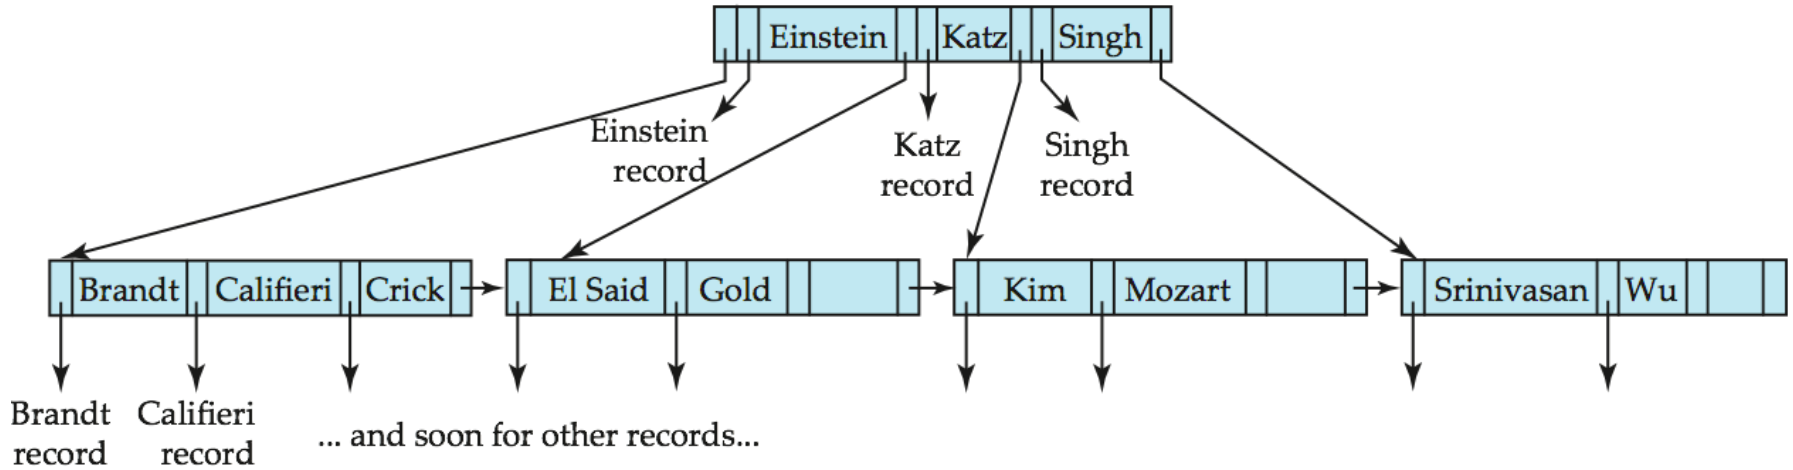 Einstein Katz Singh
Einstein
record
Katz
record
Singh
record
Brandt Califieri Crick El Said Gold Kim Mozart Srinivasan Wu
Brandt
record
Califieri
record
... and soon for other records...